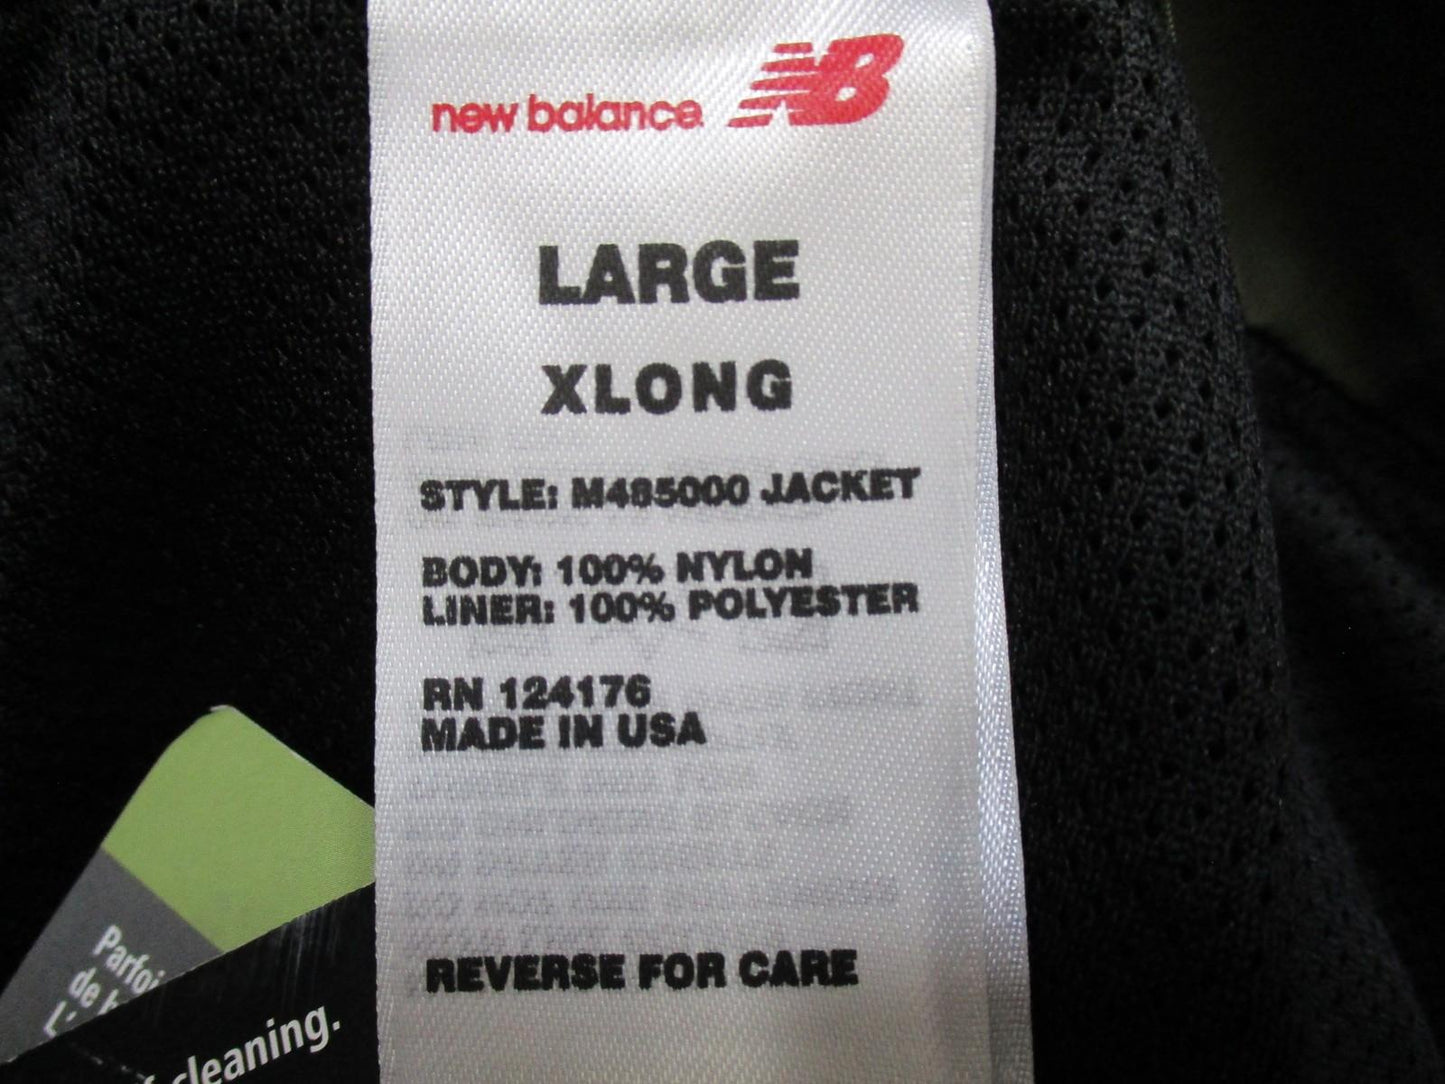 new balance NB
LARGE
XLONG
STYLE: M485000 JACKET
BODY: 100% NYLON
LINER: 100% POLYESTER
RN 124176
MADE IN USA
REVERSE FOR CARE
Parfoi
de
L'
cleaning.